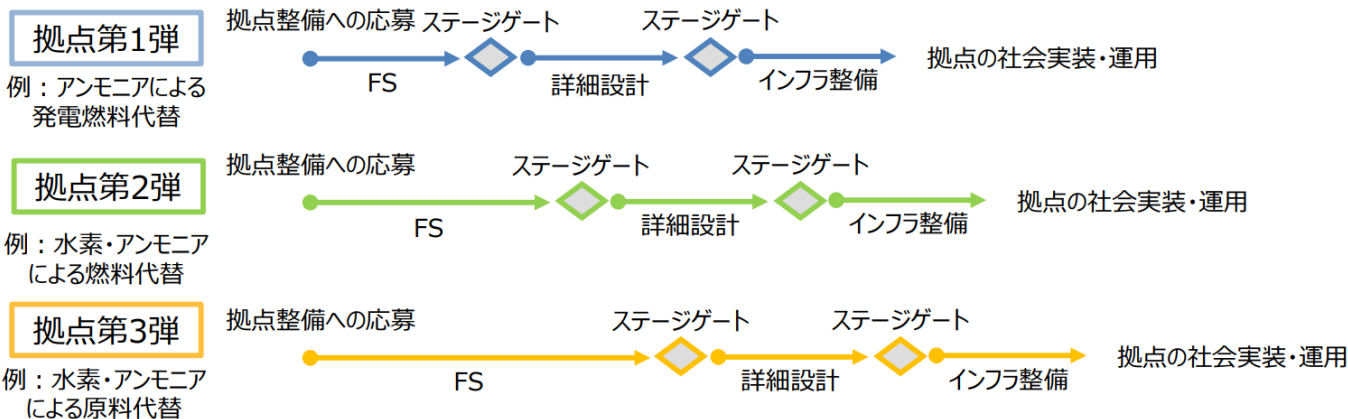 拠点第1弾
例：アンモニアによる
発電燃料代替
拠点整備への応募
ステージゲート
ステージゲート
FS
詳細設計
インフラ整備
拠点の社会実装・運用
拠点第2弾
例：水素・アンモニア
による燃料代替
拠点整備への応募
ステージゲート
ステージゲート
FS
詳細設計
インフラ整備
拠点の社会実装・運用
拠点第3弾
例：水素・アンモニア
による原料代替
拠点整備への応募
ステージゲート
ステージゲート
FS
詳細設計
インフラ整備
拠点の社会実装・運用